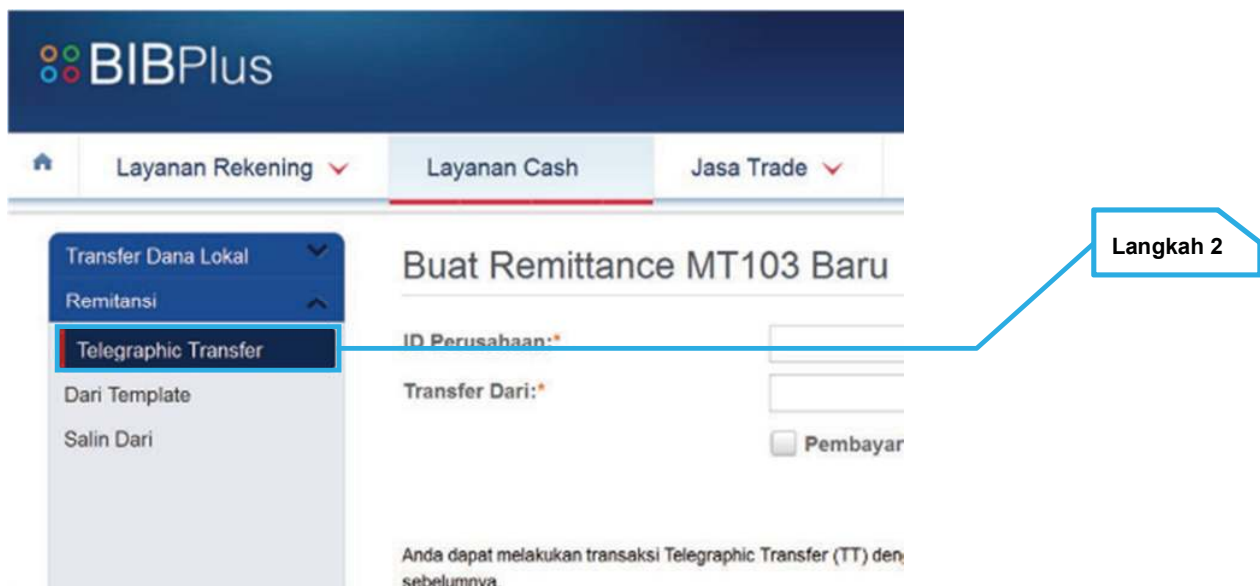 BIBPlus
Layanan Rekening Layanan Cash Jasa Trade
Transfer Dana Lokal
Remitansi
Telegraphic Transfer
Dari Template
Salin Dari
Buat Remittance MT103 Baru
ID Perusahaan:*
Transfer Dari:*
Pembayar
Anda dapat melakukan transaksi Telegraphic Transfer (TT) deng
sebelumnya.
Langkah 2